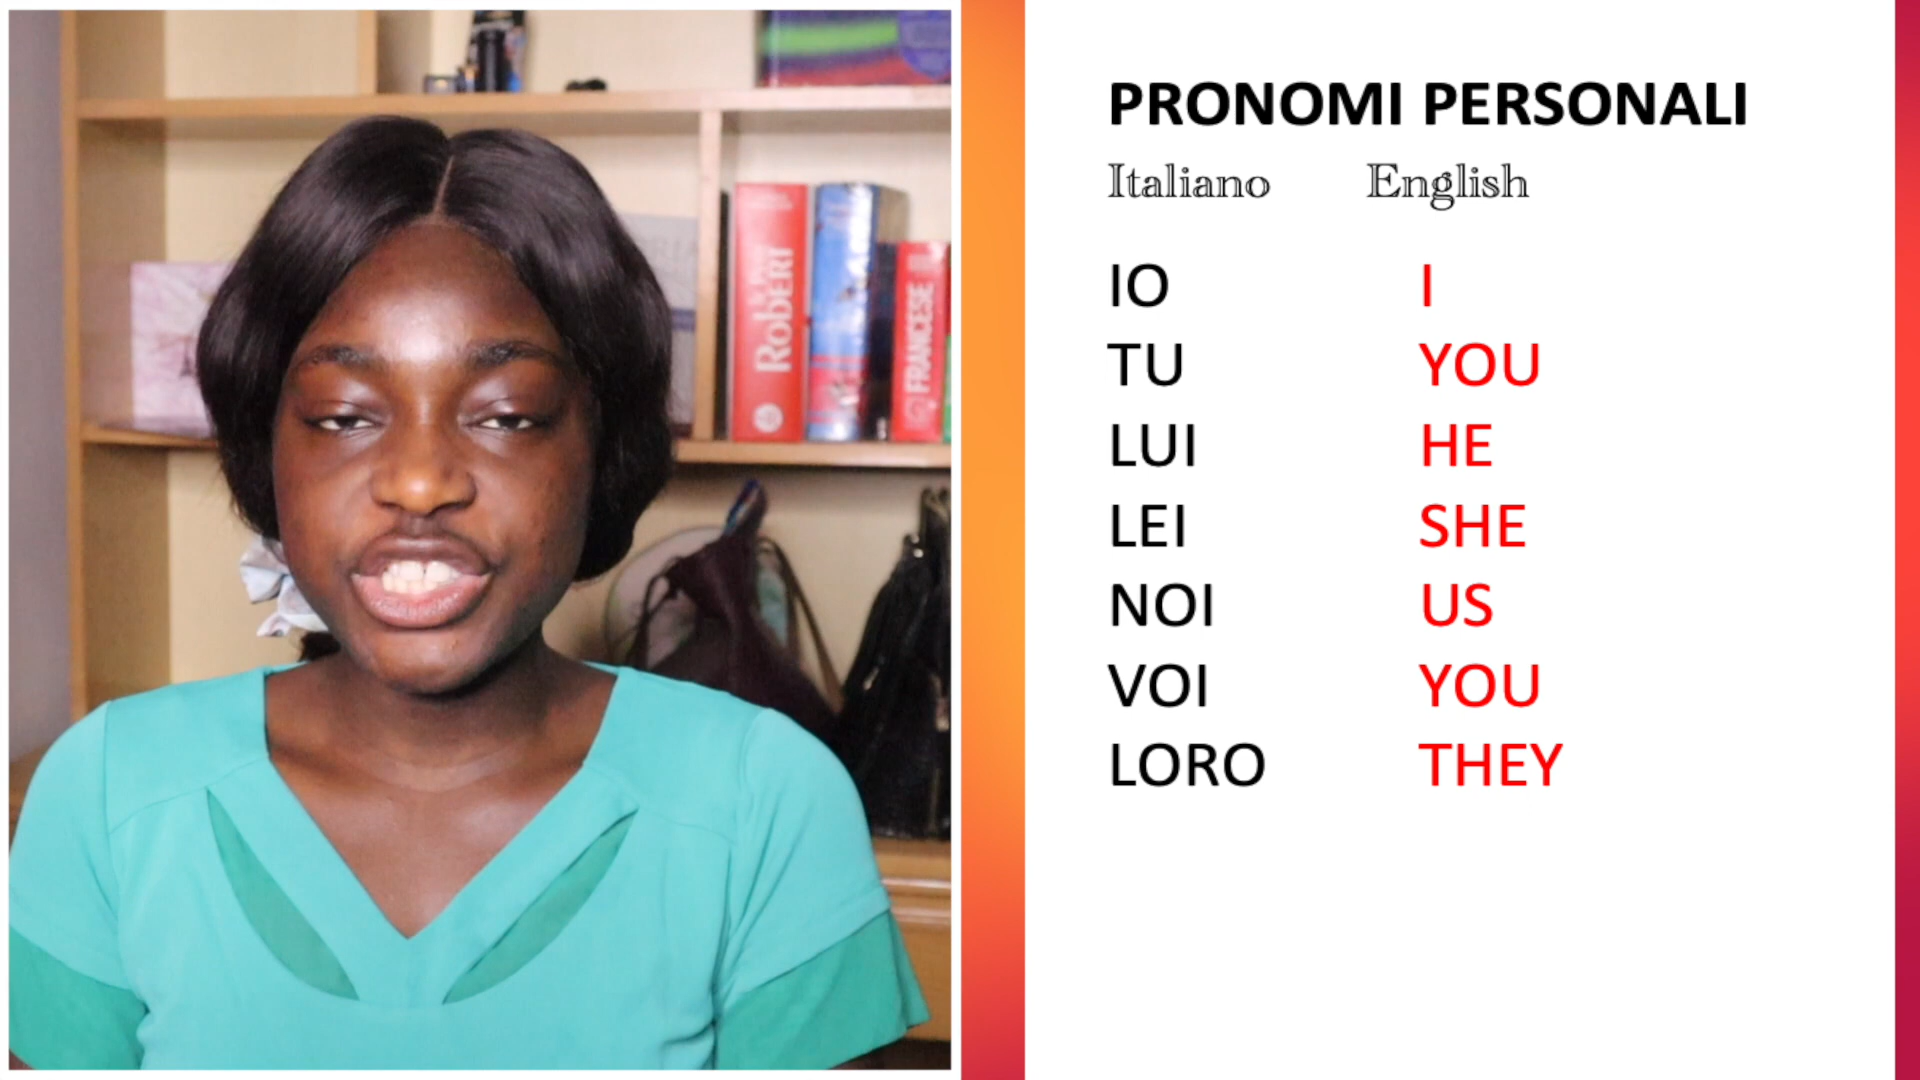 PRONOMI PERSONALI
Italiano English
IO I
TU YOU
LUI HE
LEI SHE
NOI US
VOI YOU
LORO THEY
RobERT
FRANCESE